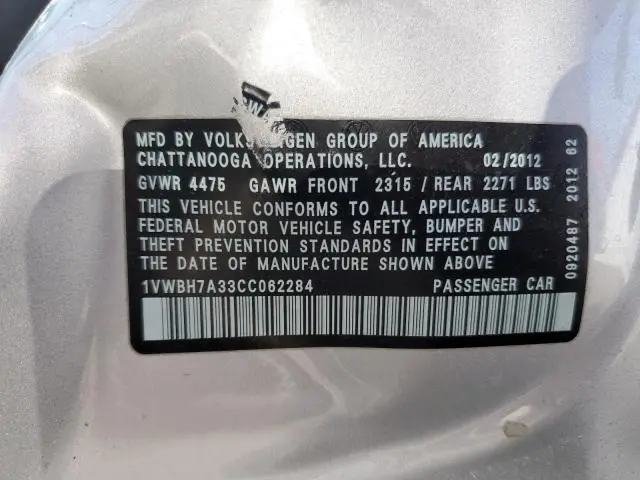 MFD BY VOLKS GEN GROUP OF AMERICA
CHATTANOOGA OPERATIONS, LLC. 02/2012
GVWR 4475 GAWR FRONT 2315 / REAR 2271 LBS
THIS VEHICLE CONFORMS TO ALL APPLICABLE U.S.
FEDERAL MOTOR VEHICLE SAFETY, BUMPER AND
THEFT PREVENTION STANDARDS IN EFFECT ON
THE DATE OF MANUFACTURE SHOWN ABOVE
1VWBH7A33CC062284 PASSENGER CAR
0920487 2012 62